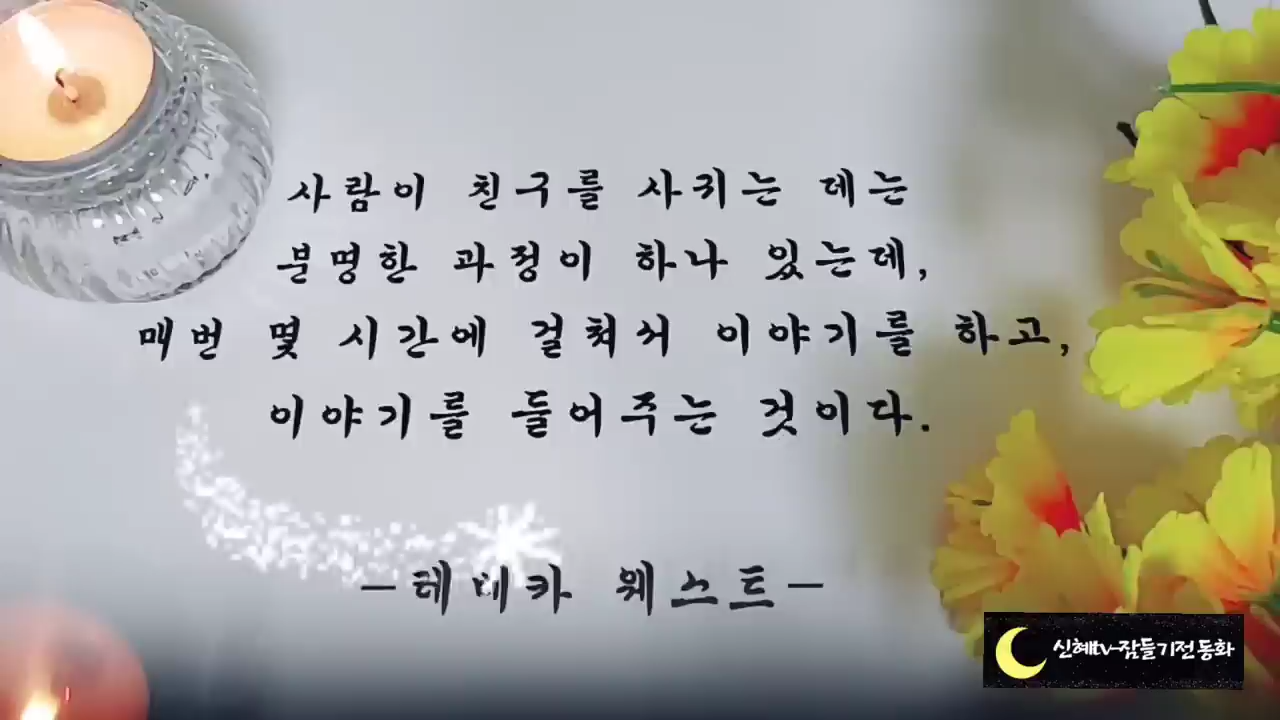 사람이 친구를 사귀는 데는
분명한 과정이 하나 있는데,
매번 몇 시간에 걸쳐서 이야기를 하고,
이야기를 들어주는 것이다.
웨스트-
신혜tv-잠들기전 동화